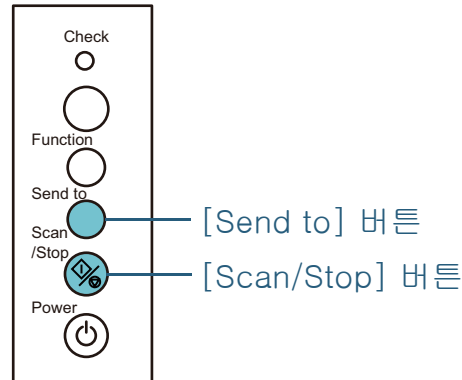 Check
Function
Send to
[Send to] 버튼
Scan
/Stop
[Scan/Stop] 버튼
Power